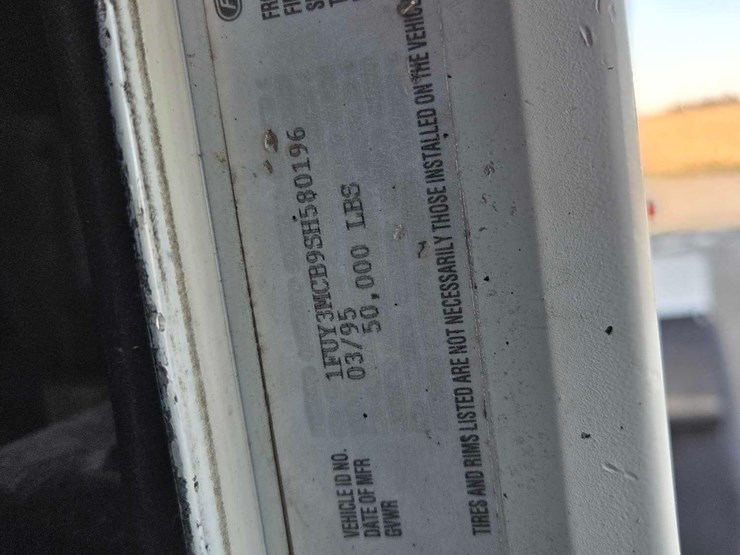 VEHICLE ID NO. 1FUY3MCB9SH580196
DATE OF MFR 03/95
GVWR 50,000 LBS
TIRES AND RIMS LISTED ARE NOT NECESSARILY THOSE INSTALLED ON THE VEHIC